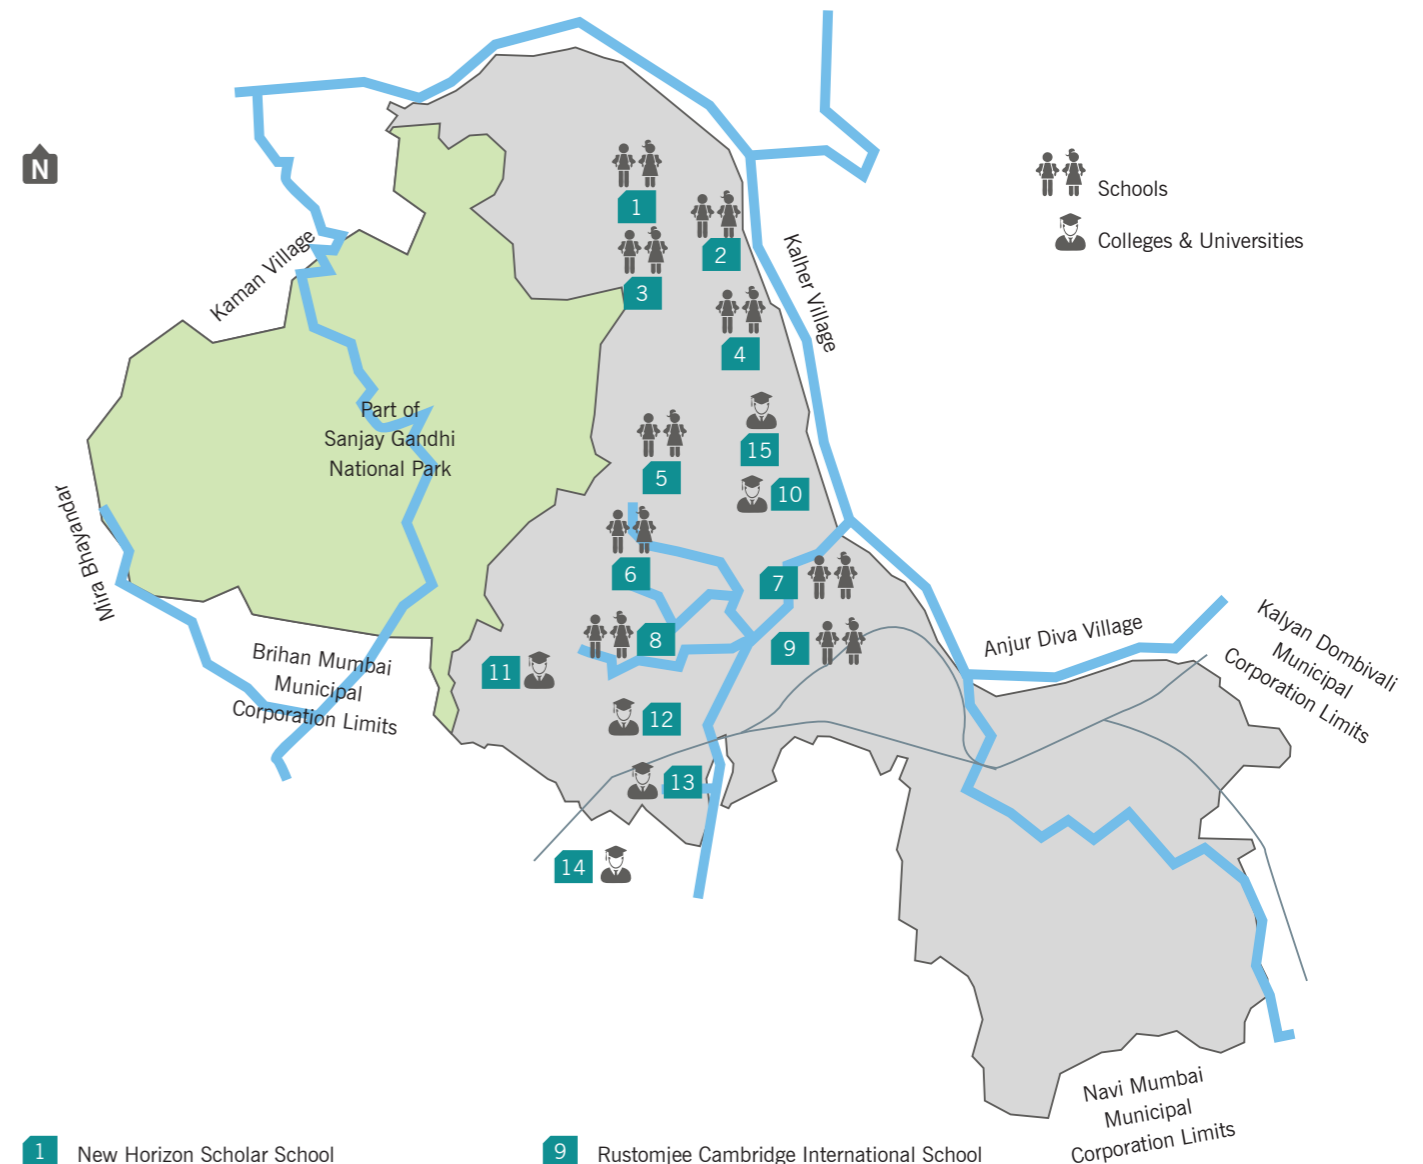 N
Schools
Colleges & Universities
1
2
3
4
15
10
5
6
7
8
9
11
12
13
14
Kaman Village
Kalher Village
Part of
Sanjay Gandhi
National Park
Mira Bhayandar
Brihan Mumbai
Municipal
Corporation Limits
Anjur Diva Village
Kalyan Dombivali
Municipal
Corporation Limits
Navi Mumbai
Municipal
Corporation Limits
1 New Horizon Scholar School
9 Rustomjee Cambridge International School